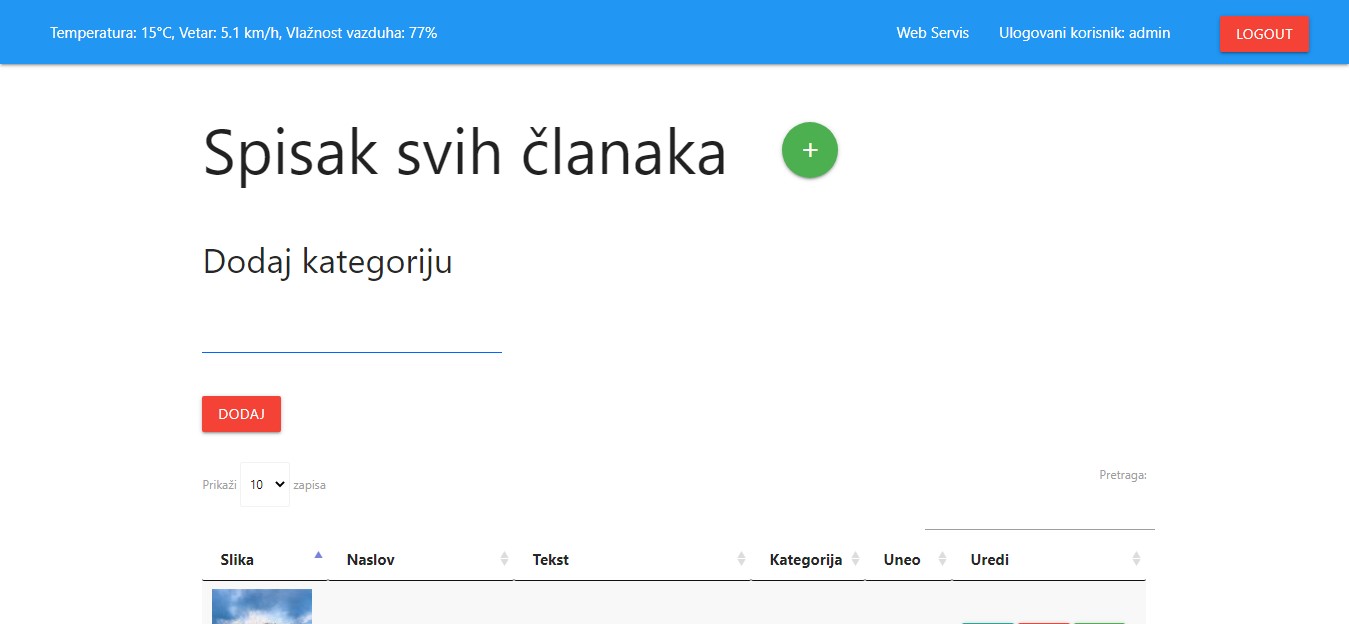 Temperatura: 15°C, Vetar: 5.1 km/h, Vlažnost vazduha: 77% Web Servis Ulogovani korisnik: admin LOGOUT
Spisak svih članaka +
Dodaj kategoriju
DODAJ
Prikaži 10 zapisa Pretraga:
Slika Naslov Tekst Kategorija Uneo Uredi